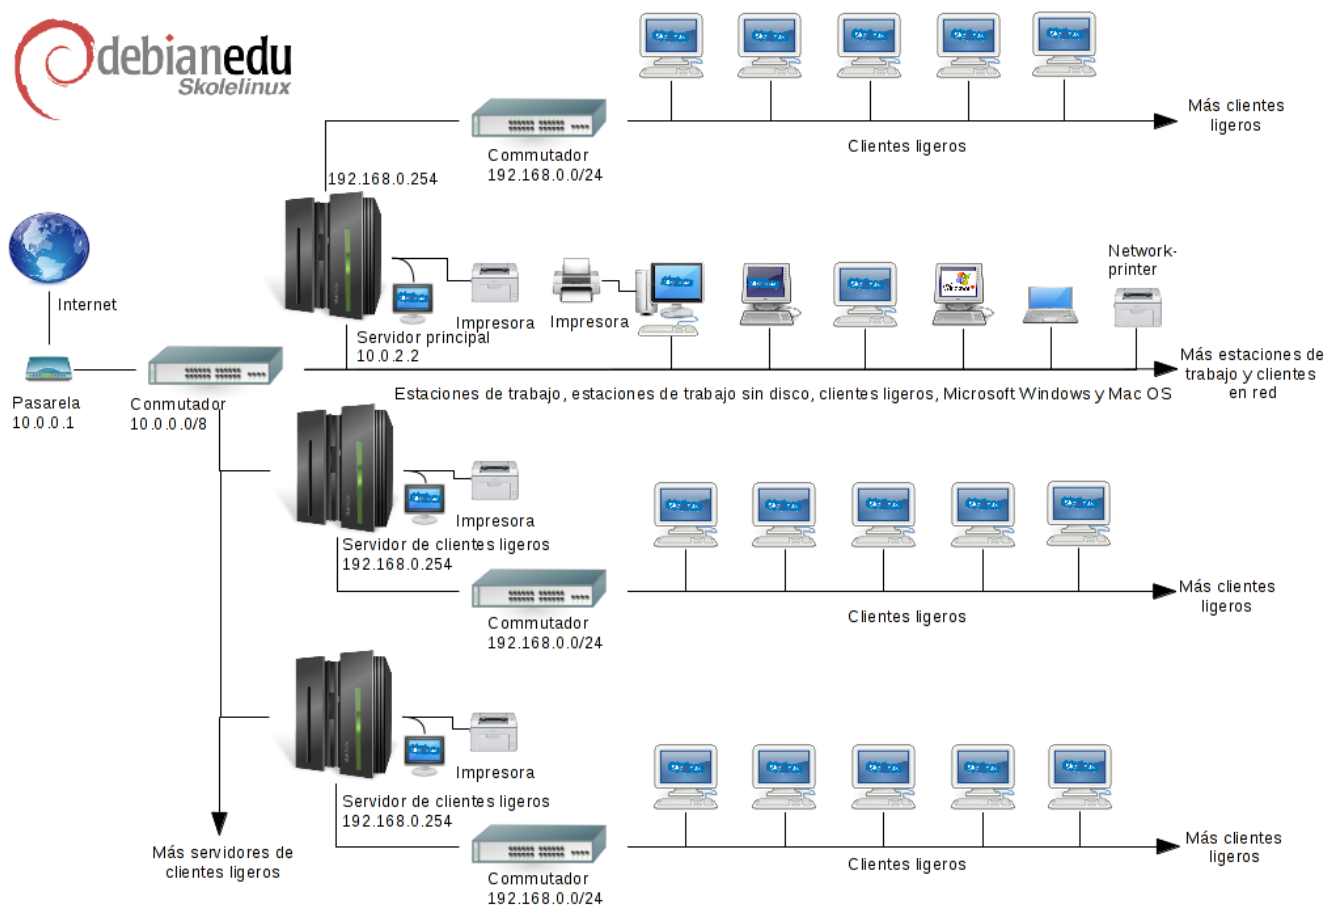 debianedu
Skolelinux
Más clientes
ligeros
Clientes ligeros
Commutador
192.168.0.0/24
192.168.0.254
Internet
Impresora
Impresora
Network-
printer
Servidor principal
10.0.2.2
Pasarela
10.0.0.1
Conmutador
10.0.0.0/8
Más estaciones de
trabajo y clientes
en red
Estaciones de trabajo, estaciones de trabajo sin disco, clientes ligeros, Microsoft Windows y Mac OS
Impresora
Servidor de clientes ligeros
192.168.0.254
Más clientes
ligeros
Clientes ligeros
Commutador
192.168.0.0/24
Impresora
Servidor de clientes ligeros
192.168.0.254
Más servidores de
clientes ligeros
Más clientes
ligeros
Clientes ligeros
Commutador
192.168.0.0/24